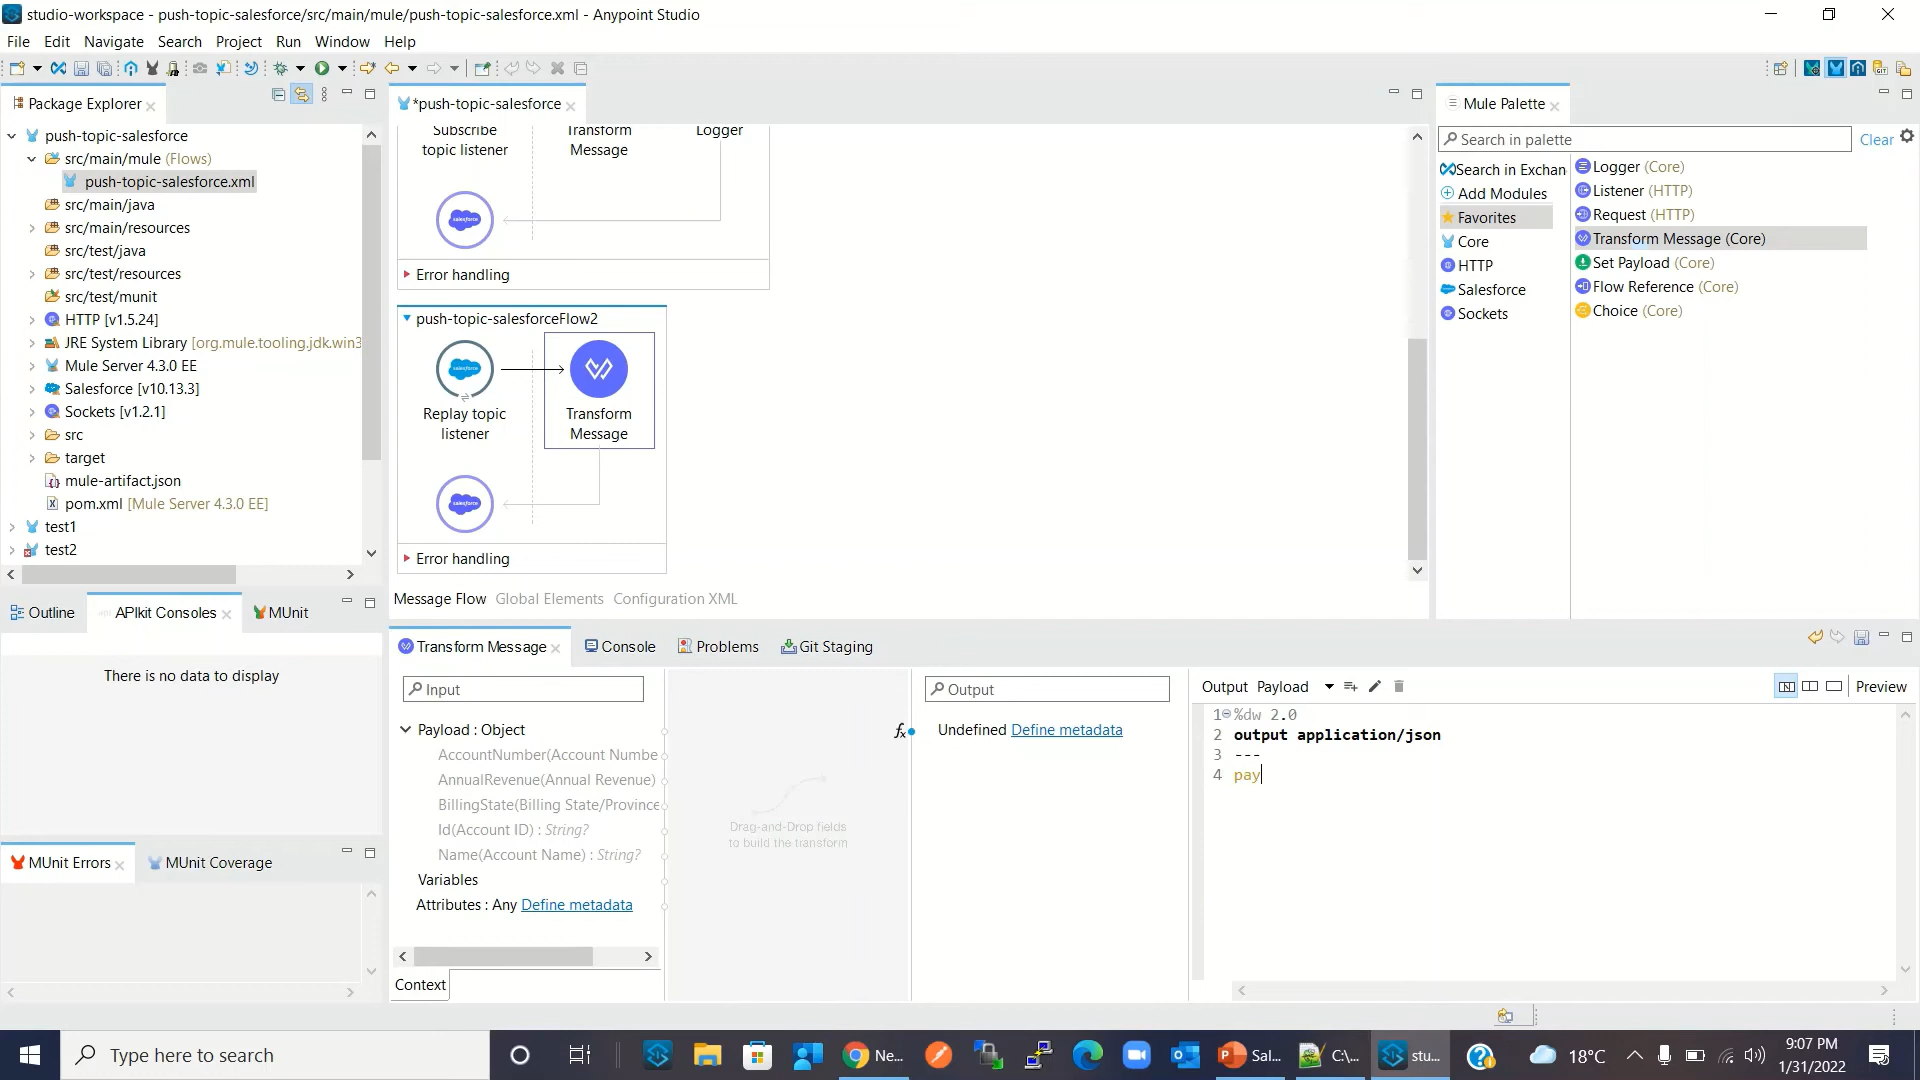 studio-workspace - push-topic-salesforce/src/main/mule/push-topic-salesforce.xml - Anypoint Studio
File Edit Navigate Search Project Run Window Help
Package Explorer
push-topic-salesforce
src/main/mule (Flows)
push-topic-salesforce.xml
src/main/java
src/main/resources
src/test/java
src/test/resources
src/test/munit
HTTP [v1.5.24]
JRE System Library [org.mule.tooling.jdk.win3
Mule Server 4.3.0 EE
Salesforce [v10.13.3]
Sockets [v1.2.1]
src
target
mule-artifact.json
pom.xml [Mule Server 4.3.0 EE]
test1
test2
Outline
APIkit Consoles
MUnit
There is no data to display
MUnit Errors
MUnit Coverage
*push-topic-salesforce
Subscribe
topic listener
Transform
Message
Logger
salesforce
Error handling
push-topic-salesforceFlow2
salesforce
Replay topic
listener
Transform
Message
salesforce
Error handling
Message Flow Global Elements Configuration XML
Mule Palette
Search in palette
Clear
Search in Exchan
Add Modules
Favorites
Core
HTTP
Salesforce
Sockets
Logger (Core)
Listener (HTTP)
Request (HTTP)
Transform Message (Core)
Set Payload (Core)
Flow Reference (Core)
Choice (Core)
Transform Message
Console
Problems
Git Staging
Input
Payload : Object
AccountNumber(Account Numbe
AnnualRevenue(Annual Revenue)
BillingState(Billing State/Province
Id(Account ID) : String?
Name(Account Name) : String?
Variables
Attributes : Any Define metadata
Context
fx
Drag-and-Drop fields
to build the transform
Output
Undefined Define metadata
Output Payload
Preview
1 %dw 2.0
2 output application/json
3 ---
4 pay
Type here to search
Ne...
Sal...
C:\...
stu...
18°C
9:07 PM
1/31/2022